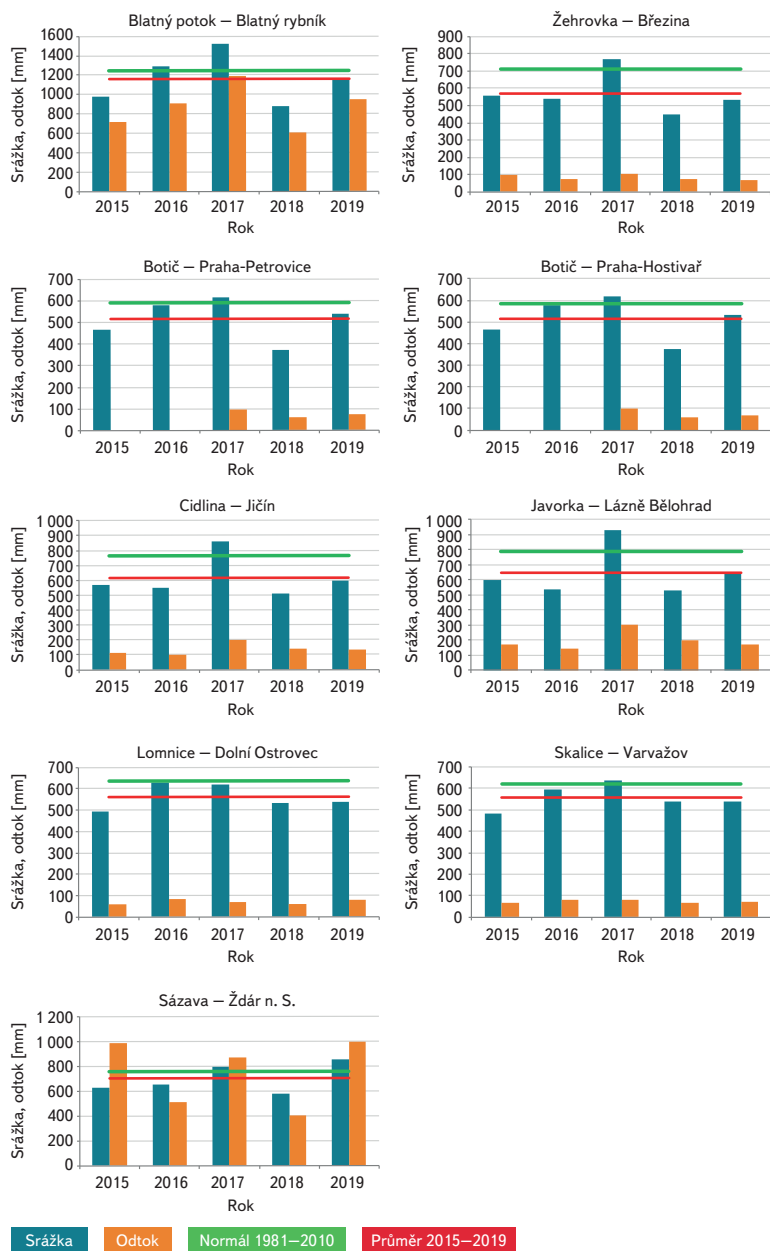 Blatný potok – Blatný rybník
Srážka, odtok [mm]
1600
1400
1200
1000
800
600
400
200
0
2015 2016 2017 2018 2019
Rok
Žehrovka – Březina
Srážka, odtok [mm]
900
800
700
600
500
400
300
200
100
0
2015 2016 2017 2018 2019
Rok
Botič – Praha-Petrovice
Srážka, odtok [mm]
700
600
500
400
300
200
100
0
2015 2016 2017 2018 2019
Rok
Botič – Praha-Hostivař
Srážka, odtok [mm]
700
600
500
400
300
200
100
0
2015 2016 2017 2018 2019
Rok
Cidlina – Jičín
Srážka, odtok [mm]
1 000
900
800
700
600
500
400
300
200
100
0
2015 2016 2017 2018 2019
Rok
Javorka – Lázně Bělohrad
Srážka, odtok [mm]
1 000
900
800
700
600
500
400
300
200
100
0
2015 2016 2017 2018 2019
Rok
Lomnice – Dolní Ostrovec
Srážka, odtok [mm]
700
600
500
400
300
200
100
0
2015 2016 2017 2018 2019
Rok
Skalice – Varvažov
Srážka, odtok [mm]
700
600
500
400
300
200
100
0
2015 2016 2017 2018 2019
Rok
Sázava – Ždár n. S.
Srážka, odtok [mm]
1 200
1 000
800
600
400
200
0
2015 2016 2017 2018 2019
Rok
Srážka Odtok Normál 1981–2010 Průměr 2015–2019